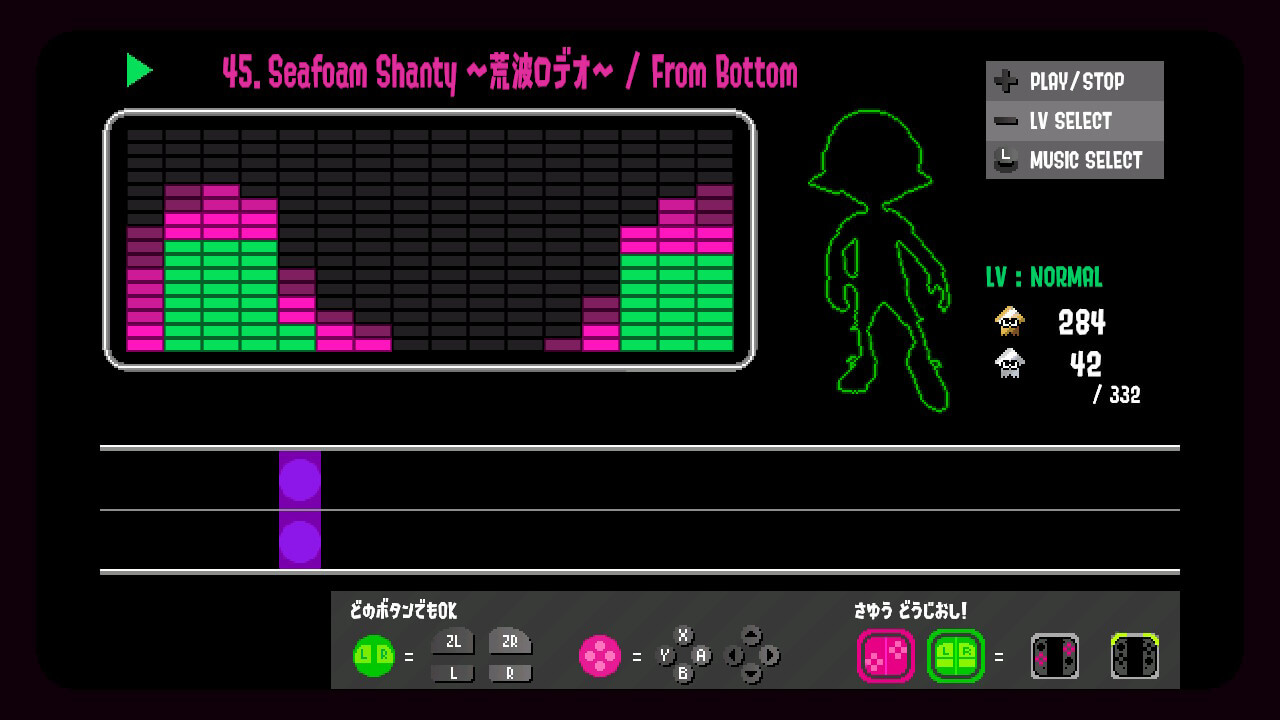 45. Seafoam Shanty ~荒波ロデオ~ / From Bottom
PLAY/STOP
LV SELECT
L MUSIC SELECT
LV : NORMAL
284
42
/ 332
どのボタンでもOK
L R = ZL ZR L R
= X Y A B
さゆう どうじおし!
L R =